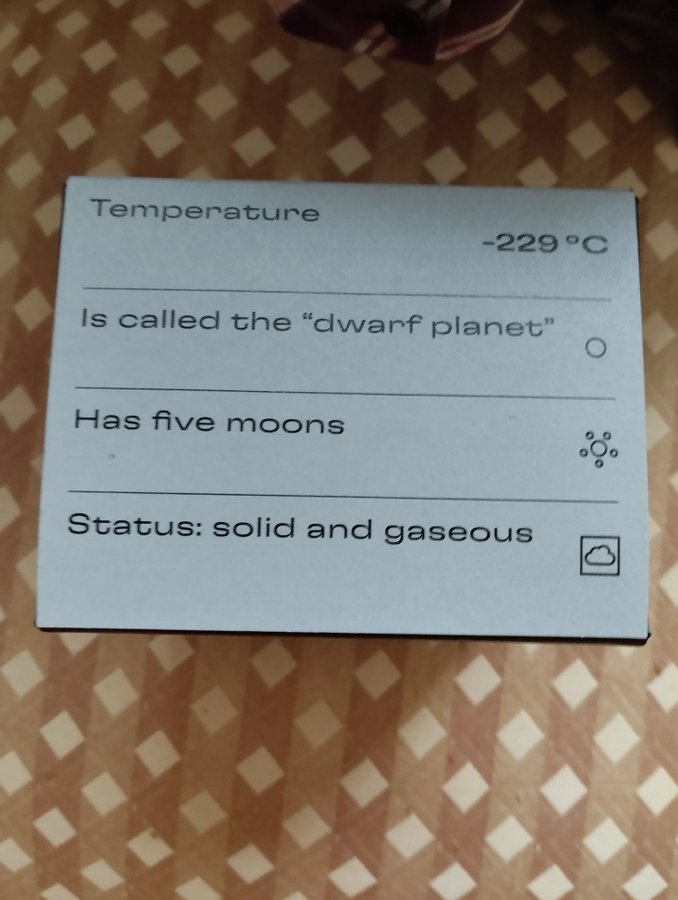 Temperature
-229 °C
Is called the “dwarf planet”
Has five moons
Status: solid and gaseous